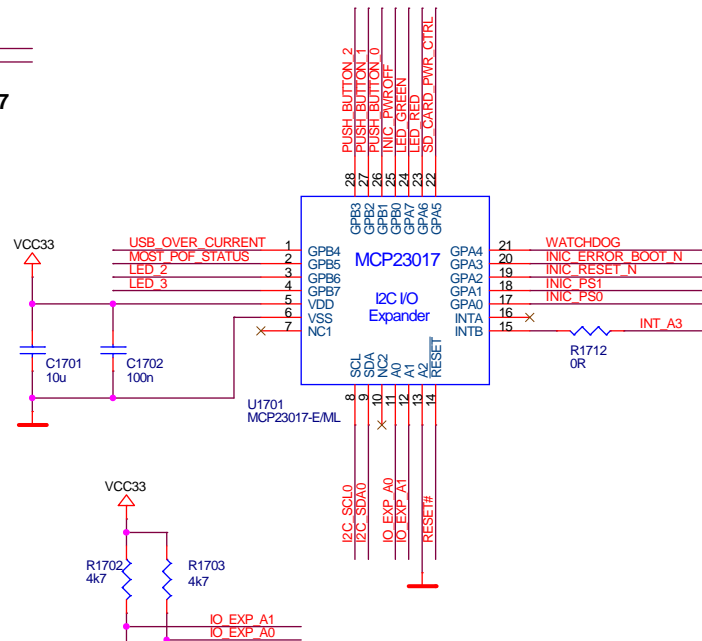 7
PUSH_BUTTON_2
PUSH_BUTTON_1
PUSH_BUTTON_0
INIC_PWROFF
LED_GREEN
LED_RED
SD_CARD_PWR_CTRL
28
27
26
25
24
23
22
GPB3
GPB2
GPB1
GPB0
GPA7
GPA6
GPA5
VCC33
USB_OVER_CURRENT
MOST_POF_STATUS
LED_2
LED_3
1
2
3
4
5
6
7
GPB4
GPB5
GPB6
GPB7
VDD
VSS
NC1
MCP23017
I2C I/O
Expander
GPA4
GPA3
GPA2
GPA1
GPA0
INTA
INTB
21
20
19
18
17
16
15
WATCHDOG
INIC_ERROR_BOOT_N
INIC_RESET_N
INIC_PS1
INIC_PS0
INT_A3
R1712
0R
C1701
10u
C1702
100n
SCL
SDA
NC2
A0
A1
A2
RESET
U1701
MCP23017-E/ML
8
9
10
11
12
13
14
I2C_SCL0
I2C_SDA0
IO_EXP_A0
IO_EXP_A1
RESET#
VCC33
R1702
4k7
R1703
4k7
IO_EXP_A1
IO_EXP_A0